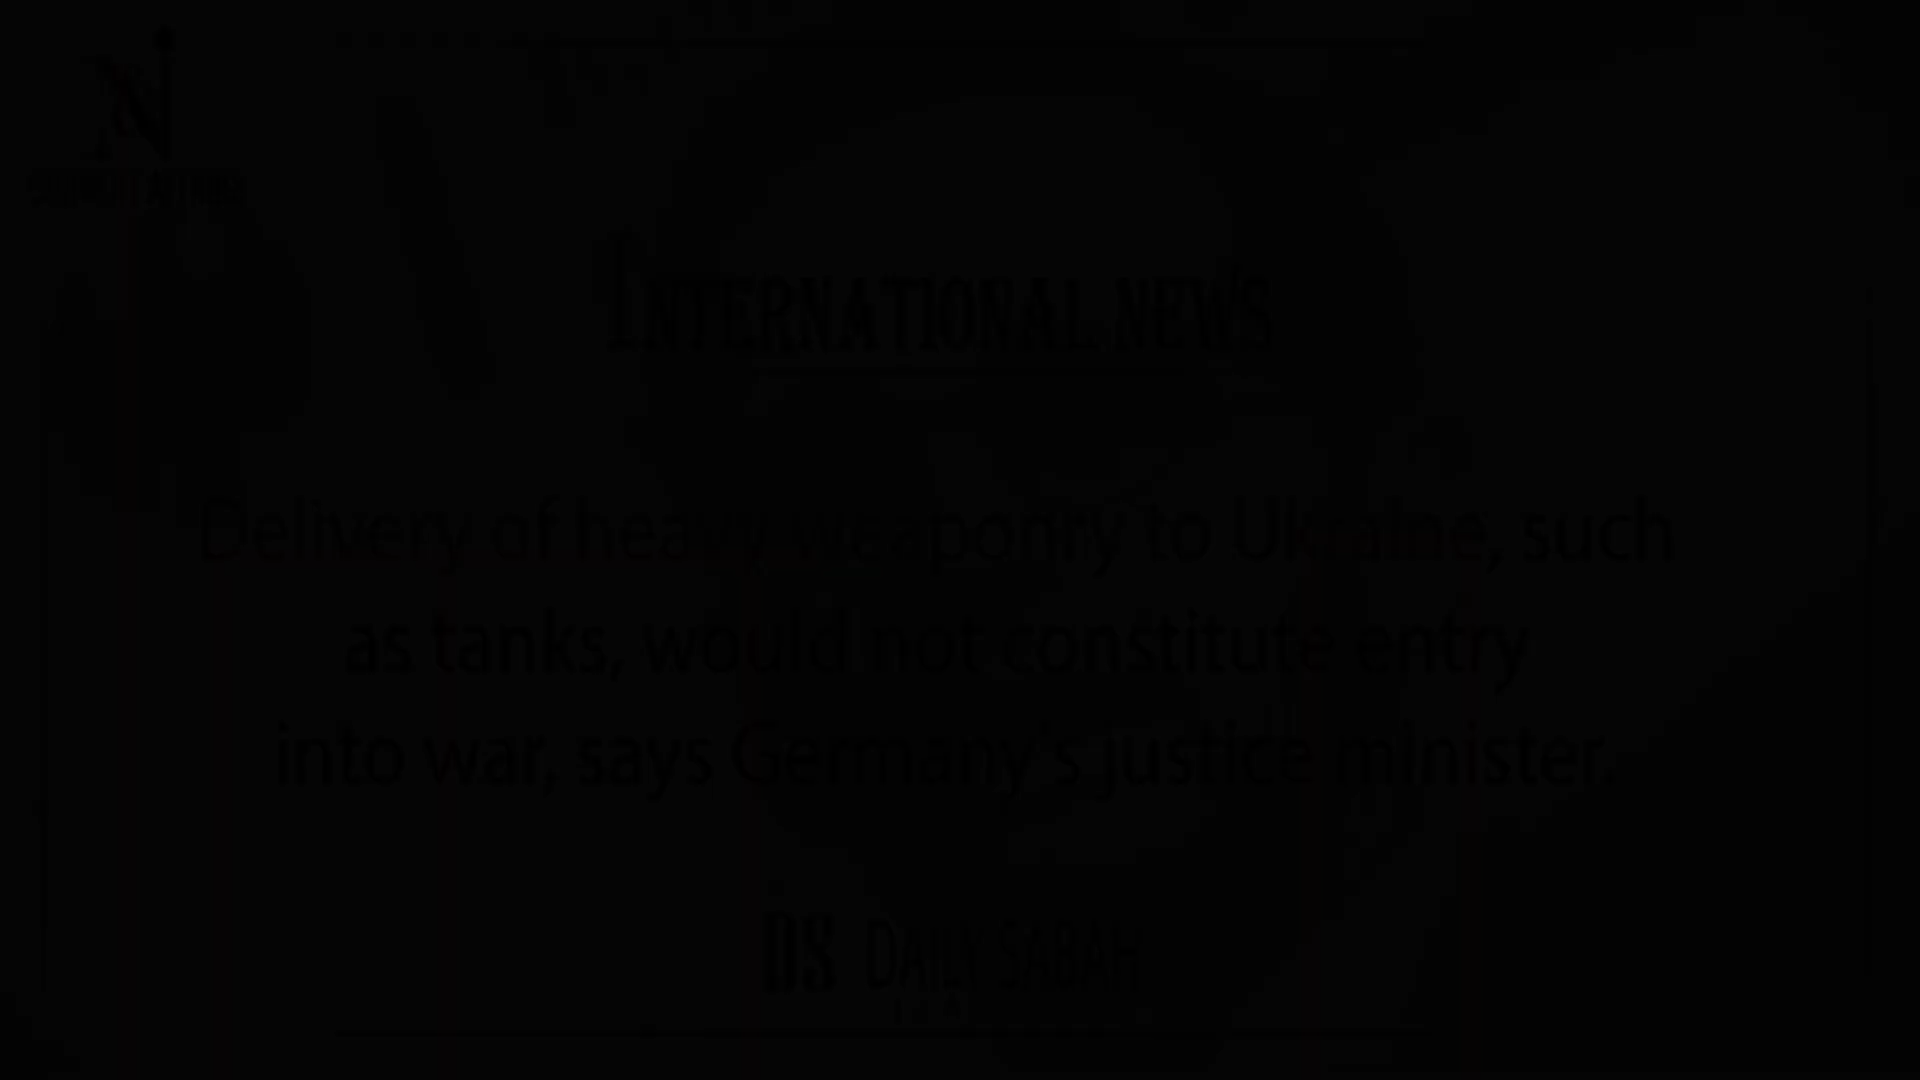 INTERNATIONAL NEWS
Delivery of heavy weaponry to Ukraine, such
as tanks, would not constitute entry
into war, says Germany's justice minister.
DS DAILY SABAH